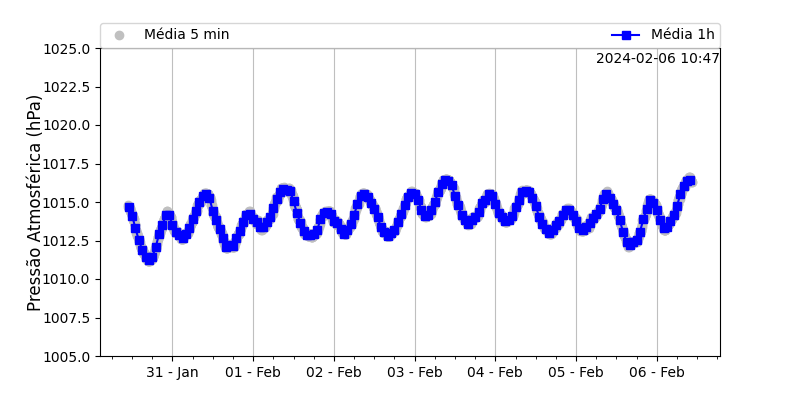 Média 5 min
Média 1h
2024-02-06 10:47
Pressão Atmosférica (hPa)
1025.0
1022.5
1020.0
1017.5
1015.0
1012.5
1010.0
1007.5
1005.0
31 - Jan
01 - Feb
02 - Feb
03 - Feb
04 - Feb
05 - Feb
06 - Feb